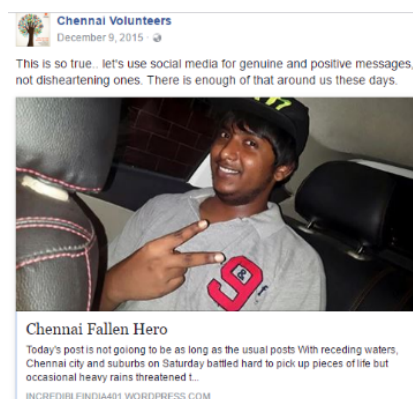 Chennai Volunteers
December 9, 2015 ·
This is so true.. let's use social media for genuine and positive messages,
not disheartening ones. There is enough of that around us these days.
9
&
Chennai Fallen Hero
Today's post is not goiong to be as long as the usual posts With receding waters,
Chennai city and suburbs on Saturday battled hard to pick up pieces of life but
occasional heavy rains threatened t...
INCREDIBLEINDIA401.WORDPRESS.COM